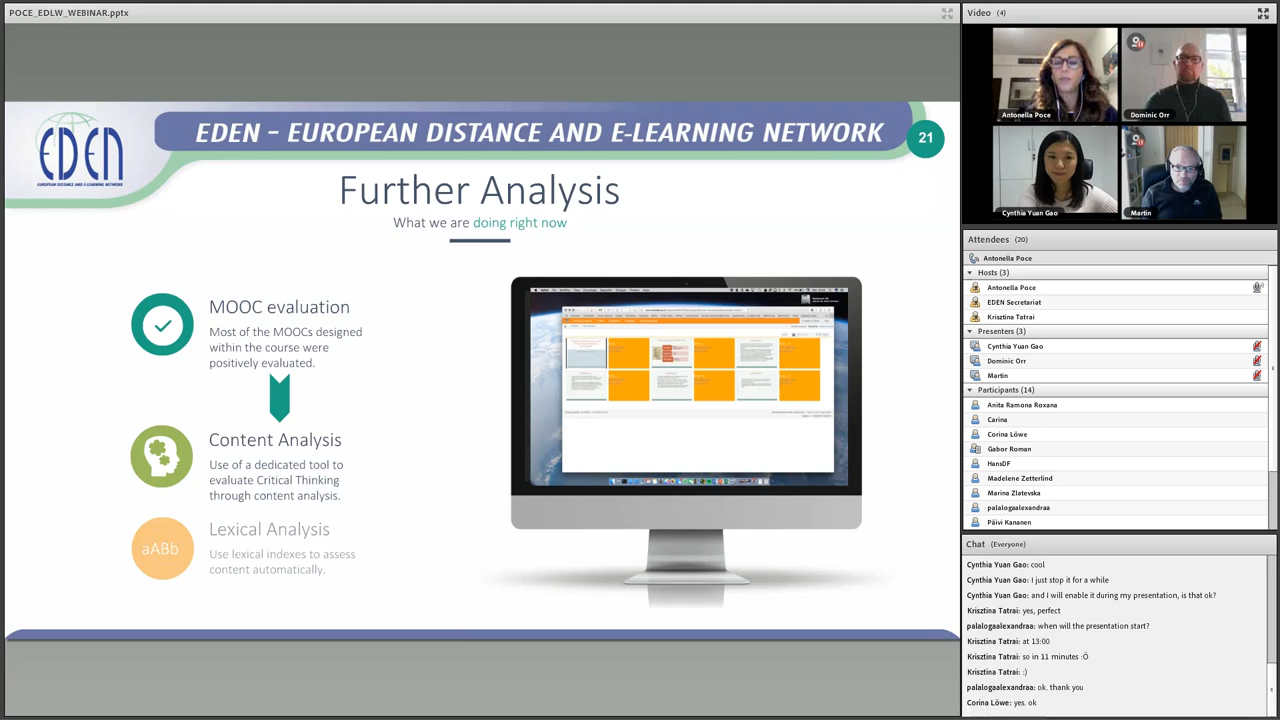 POCE_EDLW_WEBINAR.pptx
EDEN
EUROPEAN DISTANCE AND E-LEARNING NETWORK
EDEN – EUROPEAN DISTANCE AND E-LEARNING NETWORK
21
Further Analysis
What we are doing right now
MOOC evaluation
Most of the MOOCs designed
within the course were
positively evaluated.
Content Analysis
Use of a dedicated tool to
evaluate Critical Thinking
through content analysis.
aABb
Lexical Analysis
Use lexical indexes to assess
content automatically.
Video (4)
Antonella Poce
Dominic Orr
Cynthia Yuan Gao
Martin
Attendees (20)
Antonella Poce
Hosts (3)
Antonella Poce
EDEN Secretariat
Krisztina Tatrai
Presenters (3)
Cynthia Yuan Gao
Dominic Orr
Martin
Participants (14)
Anita Ramona Roxana
Carina
Corina Löwe
Gabor Roman
HansDF
Madelene Zetterlind
Marina Zlatevska
palalogaalexandraa
Päivi Kananen
Chat (Everyone)
Cynthia Yuan Gao: cool
Cynthia Yuan Gao: I just stop it for a while
Cynthia Yuan Gao: and I will enable it during my presentation, is that ok?
Krisztina Tatrai: yes, perfect
palalogaalexandraa: when will the presentation start?
Krisztina Tatrai: at 13:00
Krisztina Tatrai: so in 11 minutes :Ö
Krisztina Tatrai: :)
palalogaalexandraa: ok. thank you
Corina Löwe: yes. ok